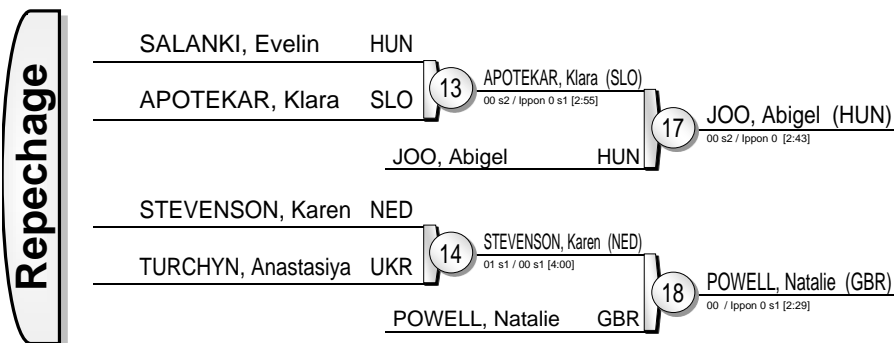 Repechage
SALANKI, Evelin HUN
APOTEKAR, Klara SLO
13
APOTEKAR, Klara (SLO)
00 s2 / Ippon 0 s1 [2:55]
JOO, Abigel HUN
17
JOO, Abigel (HUN)
00 s2 / Ippon 0 [2:43]
STEVENSON, Karen NED
TURCHYN, Anastasiya UKR
14
STEVENSON, Karen (NED)
01 s1 / 00 s1 [4:00]
POWELL, Natalie GBR
18
POWELL, Natalie (GBR)
00 / Ippon 0 s1 [2:29]